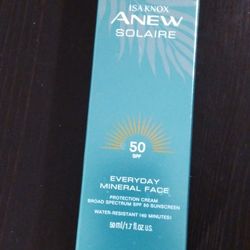 ISA KNOX
ANEW
SOLAIRE
50
SPF
EVERYDAY
MINERAL FACE
PROTECTION CREAM
BROAD SPECTRUM SPF 50 SUNSCREEN
WATER-RESISTANT (40 MINUTES)
50 ml/1.7 fl.oz. US.